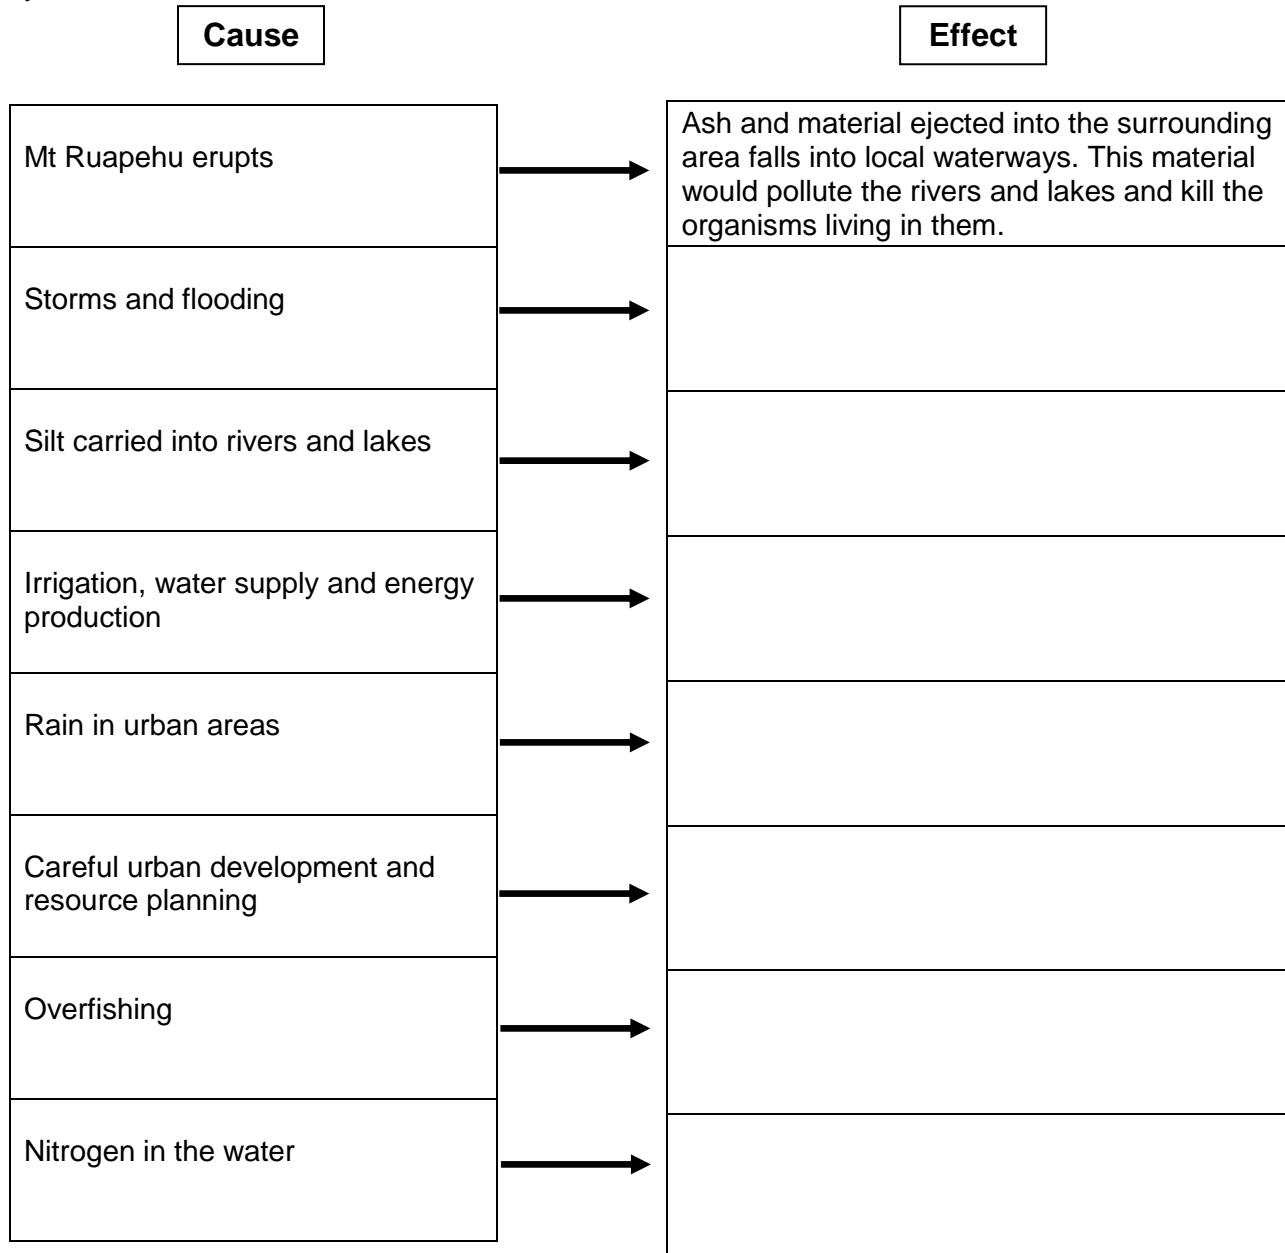 Cause
Effect
Mt Ruapehu erupts
Ash and material ejected into the surrounding
area falls into local waterways. This material
would pollute the rivers and lakes and kill the
organisms living in them.
Storms and flooding
Silt carried into rivers and lakes
Irrigation, water supply and energy
production
Rain in urban areas
Careful urban development and
resource planning
Overfishing
Nitrogen in the water